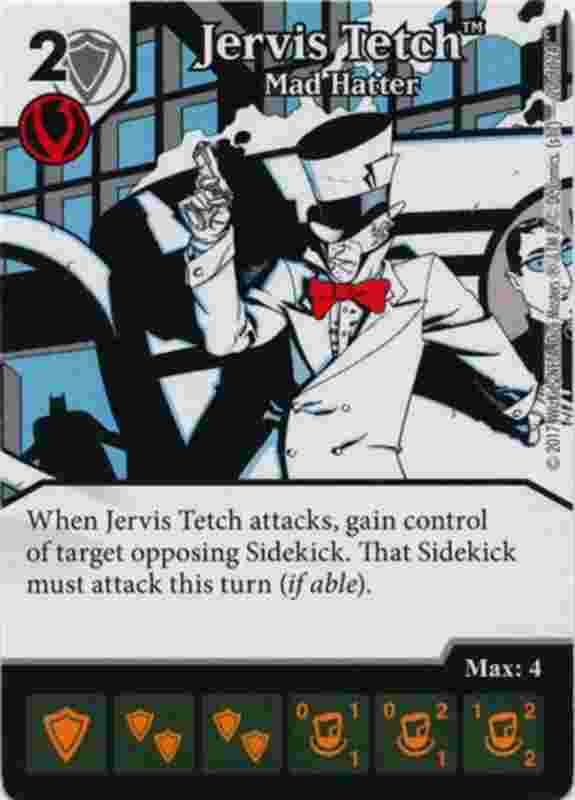 2
Jervis Tetch™
Mad Hatter
When Jervis Tetch attacks, gain control
of target opposing Sidekick. That Sidekick
must attack this turn (if able).
Max: 4
0 1 1
0 2 1
1 2 2
© 2017